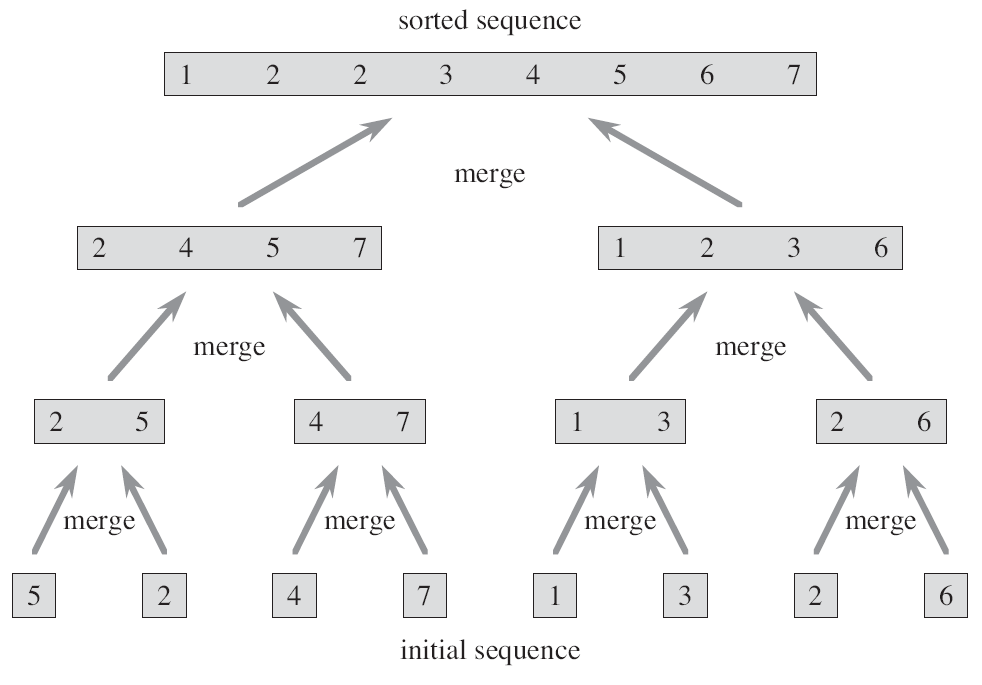 sorted sequence
1 2 2 3 4 5 6 7
merge
2 4 5 7
1 2 3 6
merge
merge
2 5
4 7
1 3
2 6
merge
merge
merge
merge
5
2
4
7
1
3
2
6
initial sequence